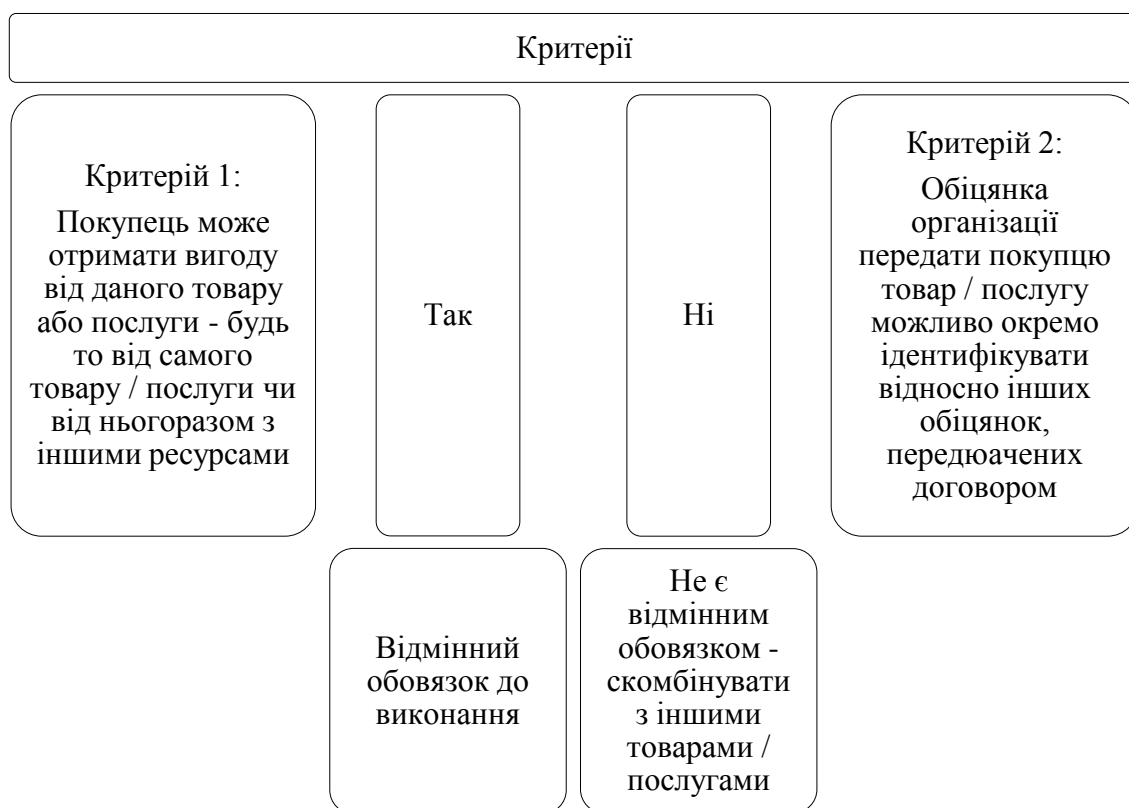 Критерії
Критерій 1:
Покупець може
отримати вигоду
від даного товару
або послуги - будь
то від самого
товару / послуги чи
від ньогоразом з
іншими ресурсами
Так
Ні
Критерій 2:
Обіцянка
організації
передати покупцю
товар / послугу
можливо окремо
ідентифікувати
відносно інших
обіцянок,
передюачених
договором
Відмінний
обовязок до
виконання
Не є
відмінним
обовязком -
скомбінувати
з іншими
товарами /
послугами